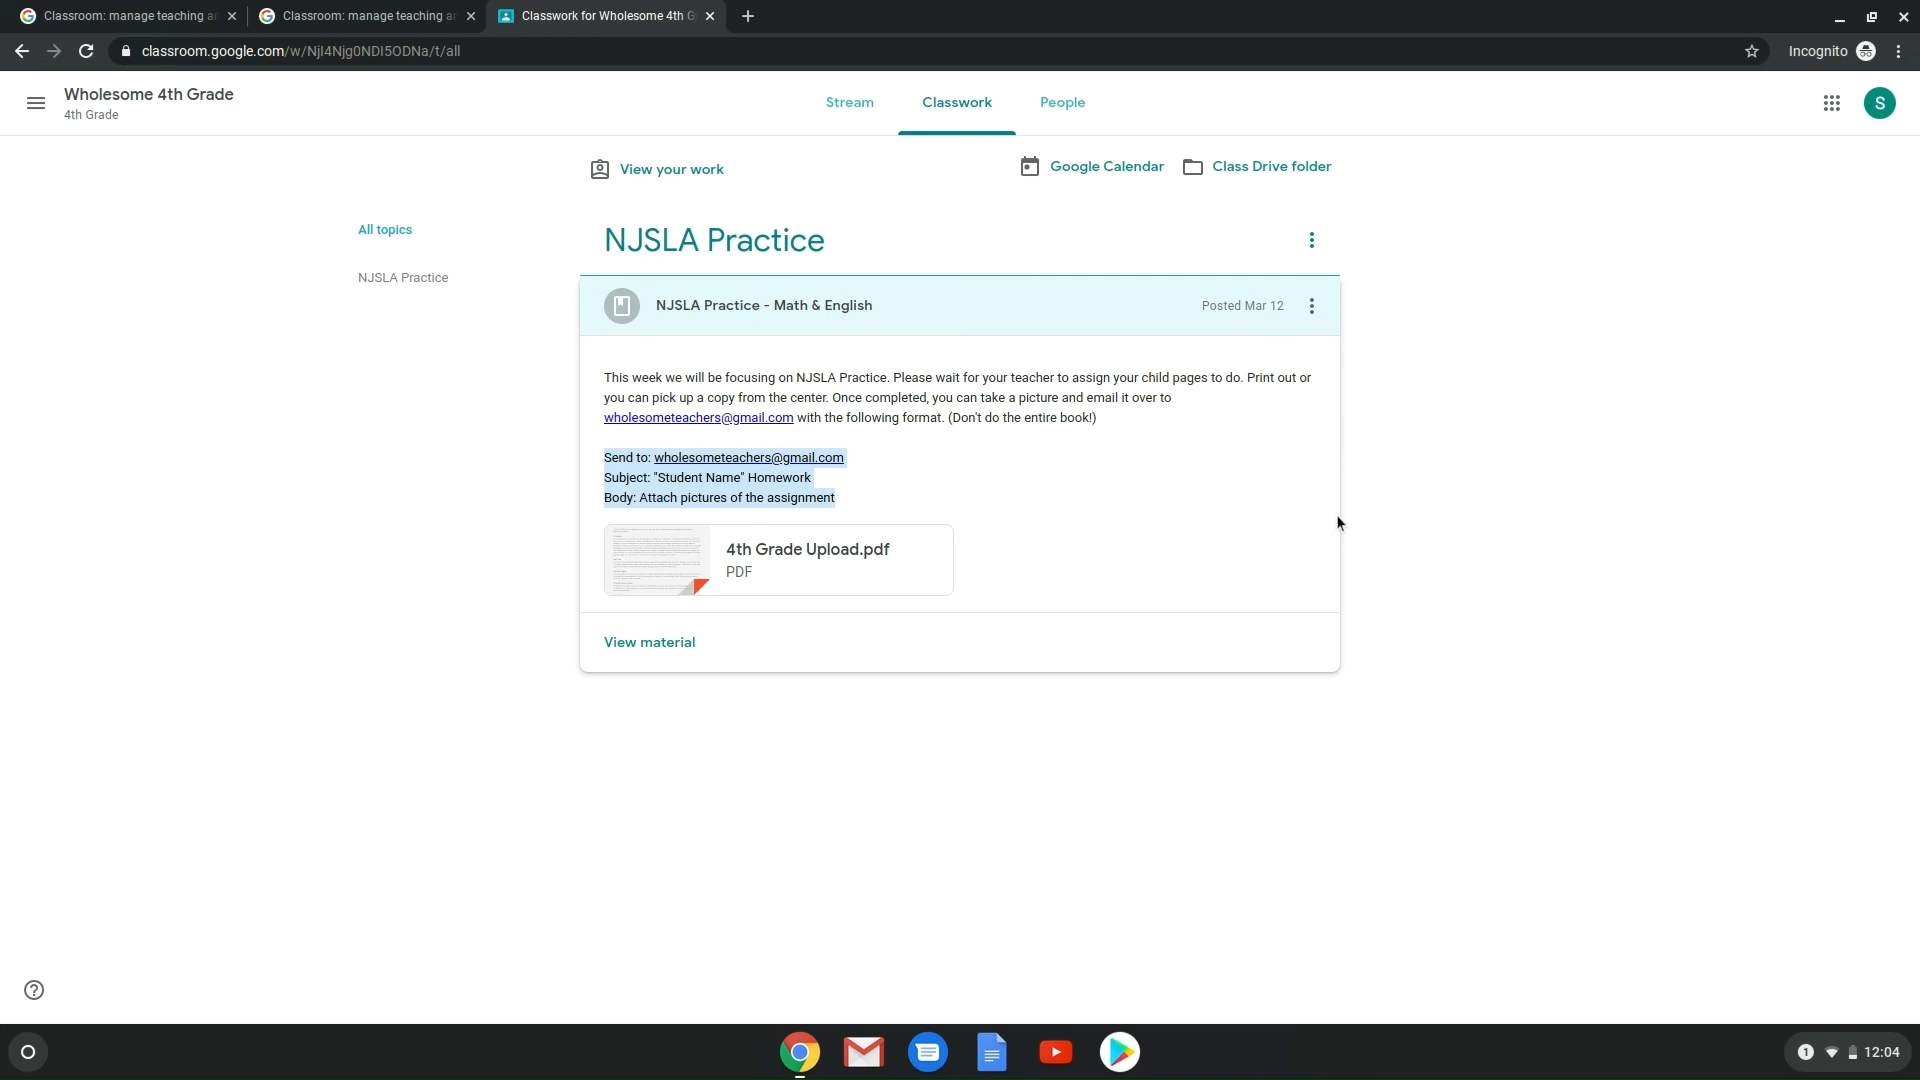 Classroom: manage teaching a
Classroom: manage teaching a
Classwork for Wholesome 4th G
classroom.google.com/w/NjI4Njg0NDI5ODNa/t/all
Incognito
Wholesome 4th Grade
4th Grade
Stream
Classwork
People
S
View your work
Google Calendar
Class Drive folder
All topics
NJSLA Practice
NJSLA Practice
NJSLA Practice - Math & English
Posted Mar 12
This week we will be focusing on NJSLA Practice. Please wait for your teacher to assign your child pages to do. Print out or
you can pick up a copy from the center. Once completed, you can take a picture and email it over to
wholesometeachers@gmail.com with the following format. (Don't do the entire book!)
Send to: wholesometeachers@gmail.com
Subject: "Student Name" Homework
Body: Attach pictures of the assignment
4th Grade Upload.pdf
PDF
View material
1
12:04